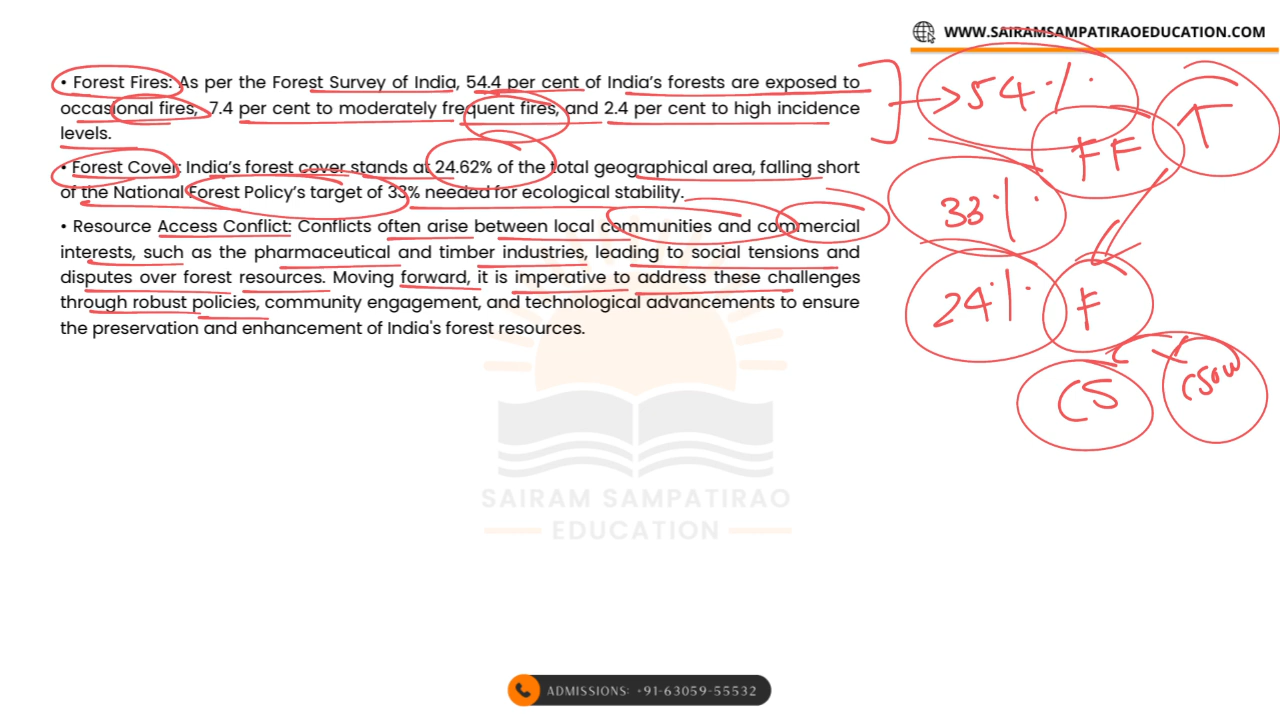 WWW.SAIRAMSAMPATIRAOEDUCATION.COM
• Forest Fires: As per the Forest Survey of India, 54.4 per cent of India's forests are exposed to
occasional fires, 7.4 per cent to moderately frequent fires, and 2.4 per cent to high incidence
levels.
• Forest Cover: India's forest cover stands at 24.62% of the total geographical area, falling short
of the National Forest Policy's target of 33% needed for ecological stability.
• Resource Access Conflict: Conflicts often arise between local communities and commercial
interests, such as the pharmaceutical and timber industries, leading to social tensions and
disputes over forest resources. Moving forward, it is imperative to address these challenges
through robust policies, community engagement, and technological advancements to ensure
the preservation and enhancement of India's forest resources.
54%
FF
33%
24%
F
CS
SAIRAM SAMPATIRAO
EDUCATION
ADMISSIONS: +91-63059-55532